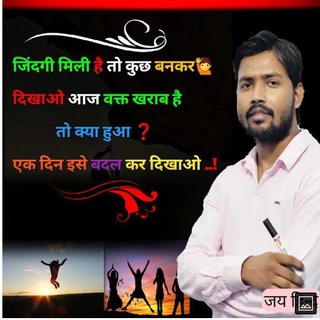 जिंदगी मिली है तो कुछ बनकर🙋
दिखाओ आज वक्त खराब है
तो क्या हुआ ❓
एक दिन इसे बदल कर दिखाओ ..!
जय